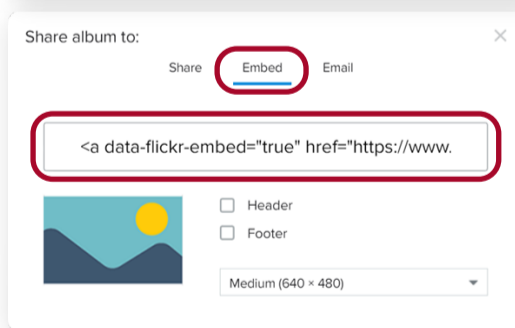 Share album to:
Share Embed Email
<a data-flickr-embed="true" href="https://www.
Header
Footer
Medium (640 × 480)